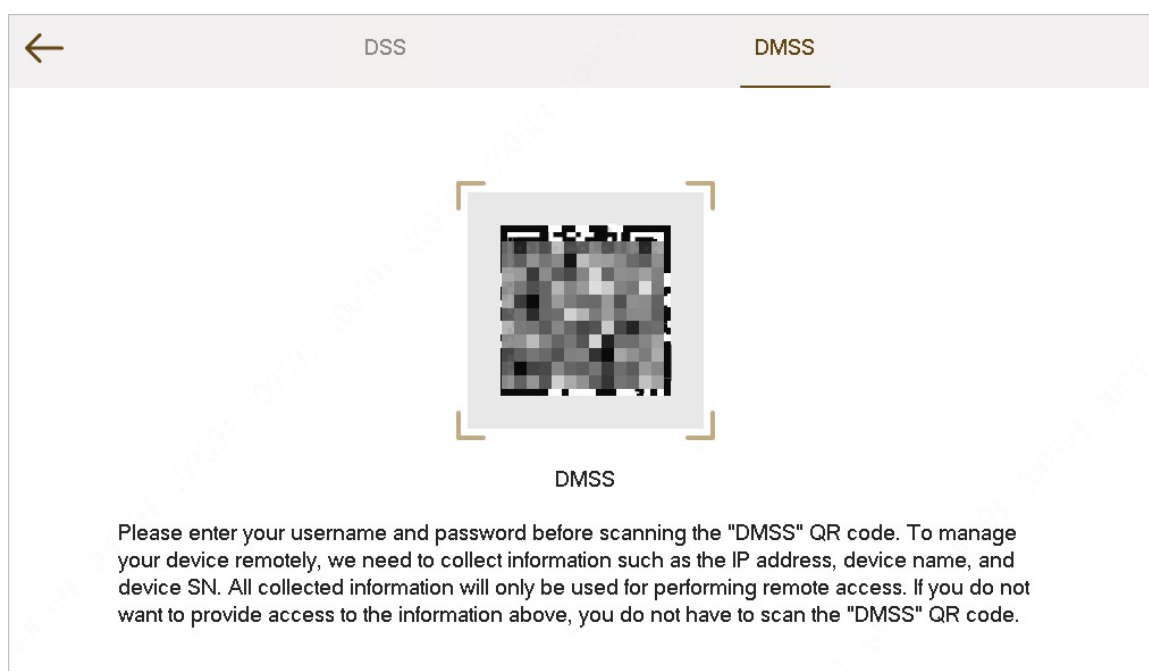 DSS
DMSS
DMSS
Please enter your username and password before scanning the "DMSS" QR code. To manage
your device remotely, we need to collect information such as the IP address, device name, and
device SN. All collected information will only be used for performing remote access. If you do not
want to provide access to the information above, you do not have to scan the "DMSS" QR code.